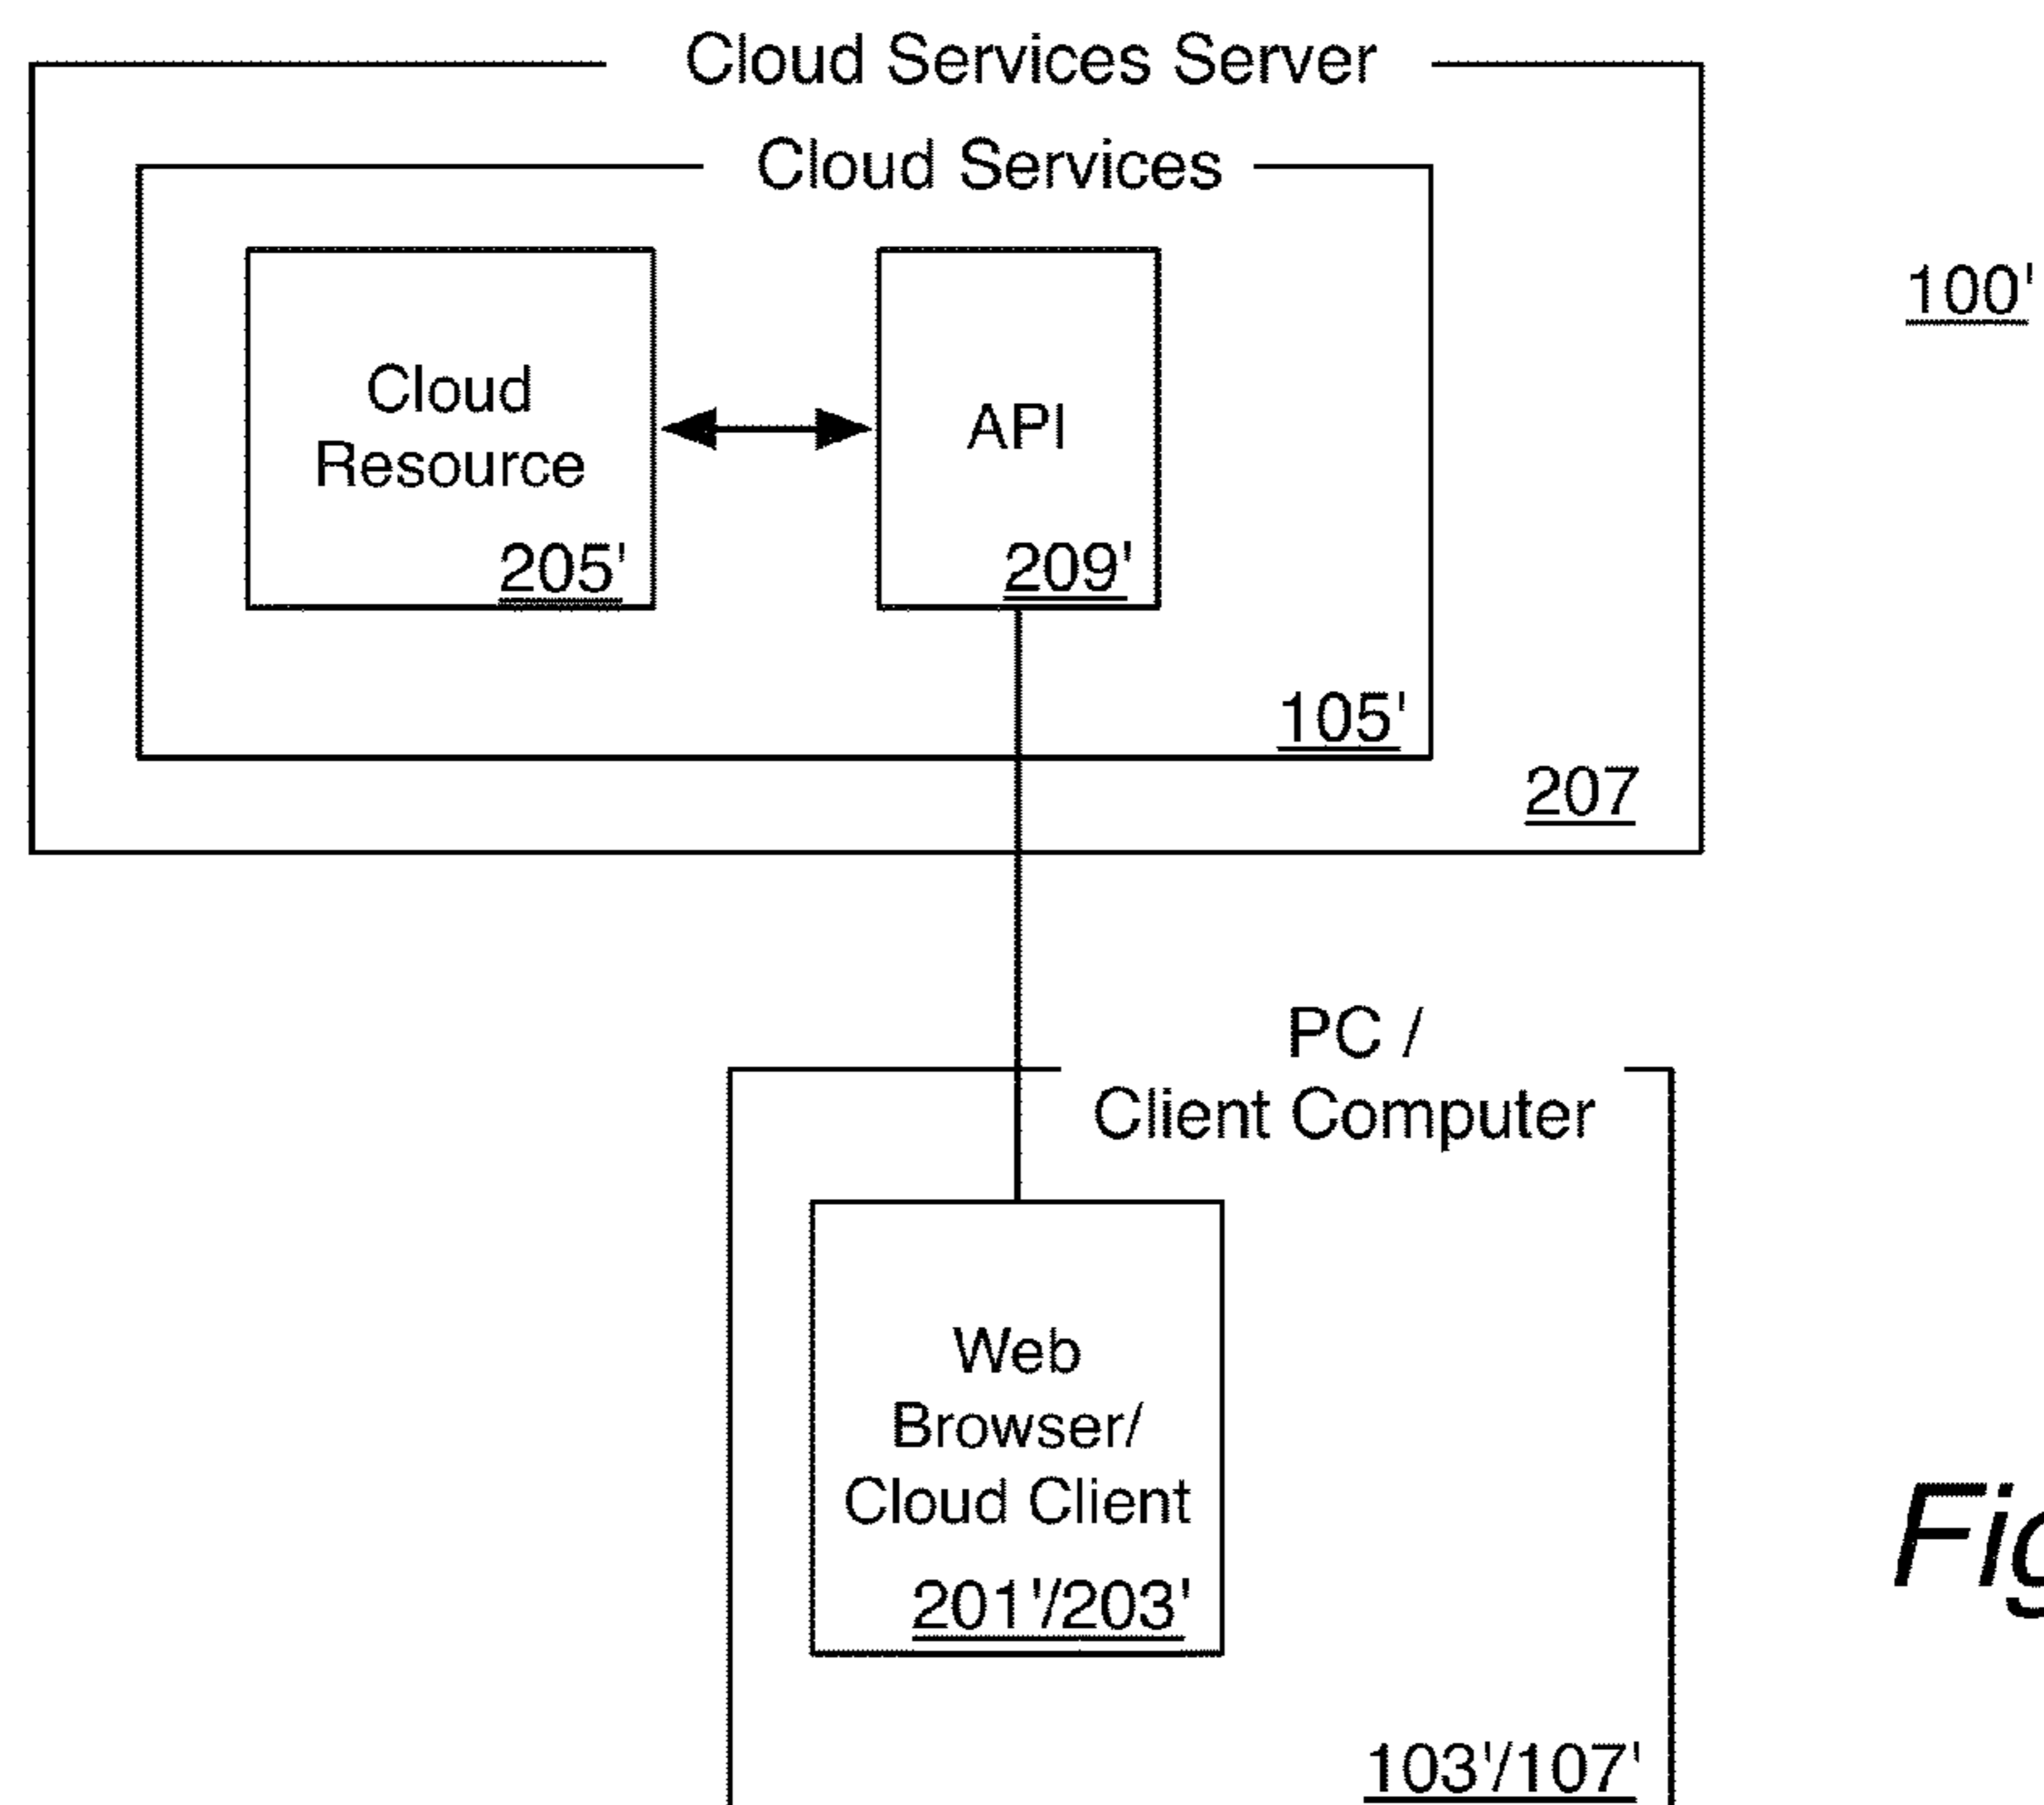 Cloud Services Server
Cloud Services
Cloud
Resource
205'
API
209'
105'
207
100'
PC /
Client Computer
Web
Browser/
Cloud Client
201'/203'
103'/107'